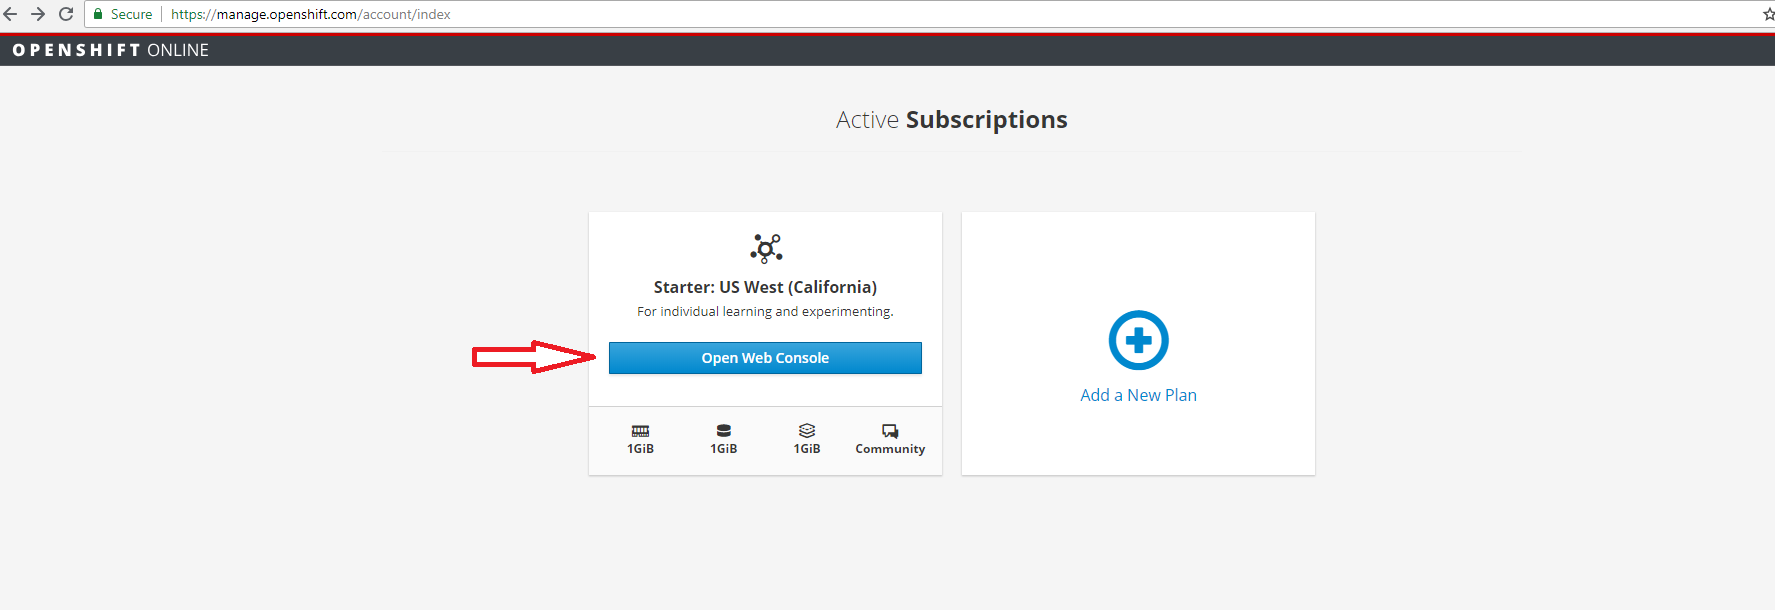 Secure https://manage.openshift.com/account/index
OPENSHIFT ONLINE
Active Subscriptions
Starter: US West (California)
For individual learning and experimenting.
Open Web Console
1GiB 1GiB 1GiB Community
Add a New Plan